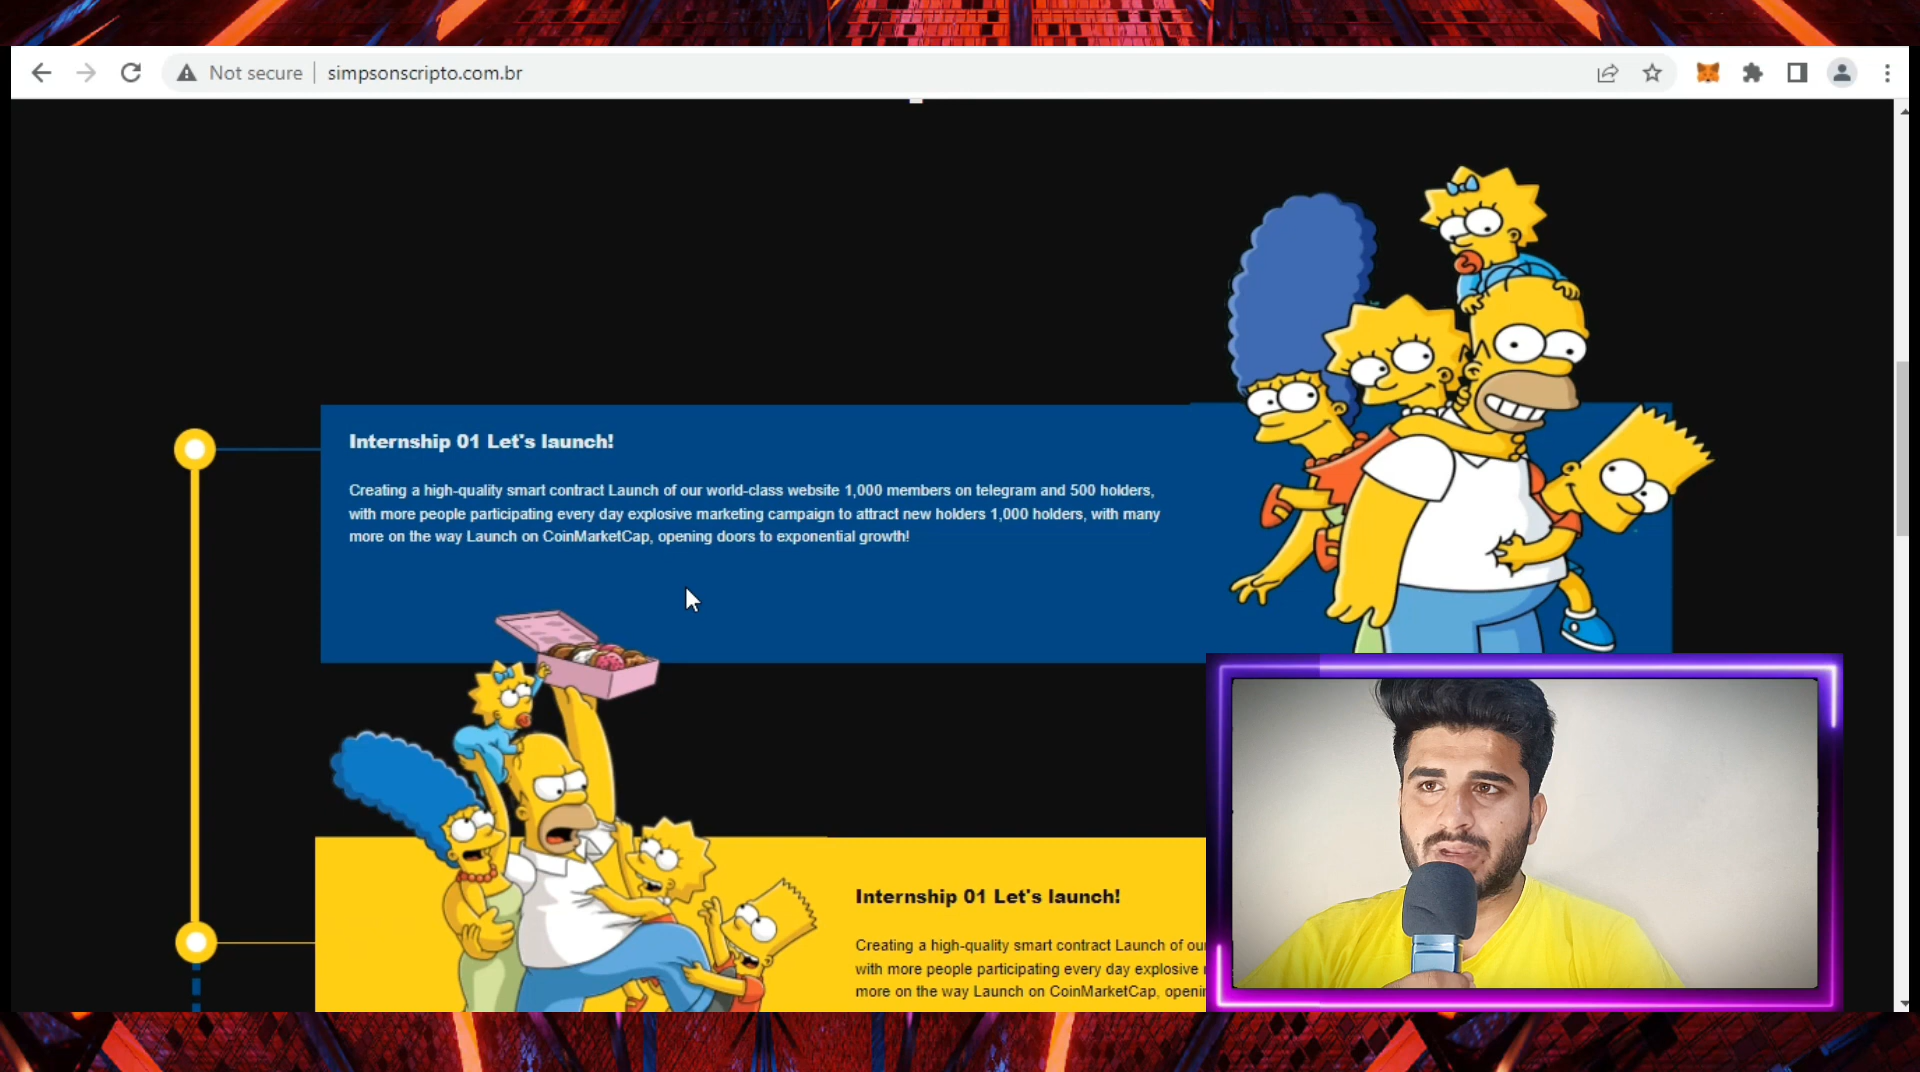 Not secure
simpsonscripto.com.br
Internship 01 Let's launch!
Creating a high-quality smart contract Launch of our world-class website 1,000 members on telegram and 500 holders,
with more people participating every day explosive marketing campaign to attract new holders 1,000 holders, with many
more on the way Launch on CoinMarketCap, opening doors to exponential growth!
Internship 01 Let's launch!
Creating a high-quality smart contract Launch of
with more people participating every day explosive
more on the way Launch on CoinMarketCap,